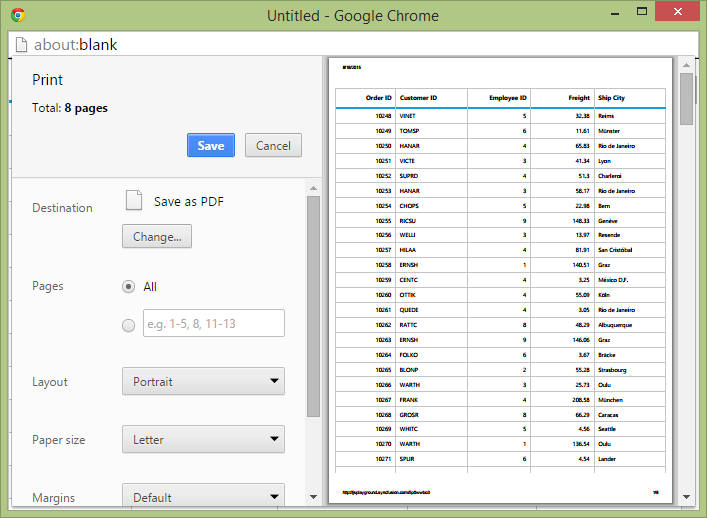 Untitled - Google Chrome
about:blank
Print
Total: 8 pages
Save
Cancel
Destination
Save as PDF
Change...
Pages
All
e.g. 1-5, 8, 11-13
Layout
Portrait
Paper size
Letter
Margins
Default
Order ID Customer ID Employee ID Freight Ship City
10248 VINET 5 32.38 Reims
10249 TOMSP 6 11.61 Münster
10250 HANAR 4 65.83 Rio de Janeiro
10251 VICTE 3 41.34 Lyon
10252 SUPRD 4 51.3 Charleroi
10253 HANAR 3 58.17 Rio de Janeiro
10254 CHOPS 5 22.98 Bern
10255 RICSU 9 148.33 Genève
10256 WELLI 3 13.97 Resende
10257 HILAA 4 81.91 San Cristóbal
10258 ERNSH 1 140.51 Graz
10259 CENTC 4 3.25 México D.F.
10260 OTTIK 4 55.09 Köln
10261 QUEDE 4 3.05 Rio de Janeiro
10262 RATTC 8 48.29 Albuquerque
10263 ERNSH 9 146.06 Graz
10264 FOLKO 6 3.67 Bräcke
10265 BLONP 2 55.28 Strasbourg
10266 WARTH 3 25.73 Oulu
10267 FRANK 4 208.58 München
10268 GROSR 8 66.29 Caracas
10269 WHITC 5 4.56 Seattle
10270 WARTH 1 136.54 Oulu
10271 SPLIR 6 4.54 Lander
1/8